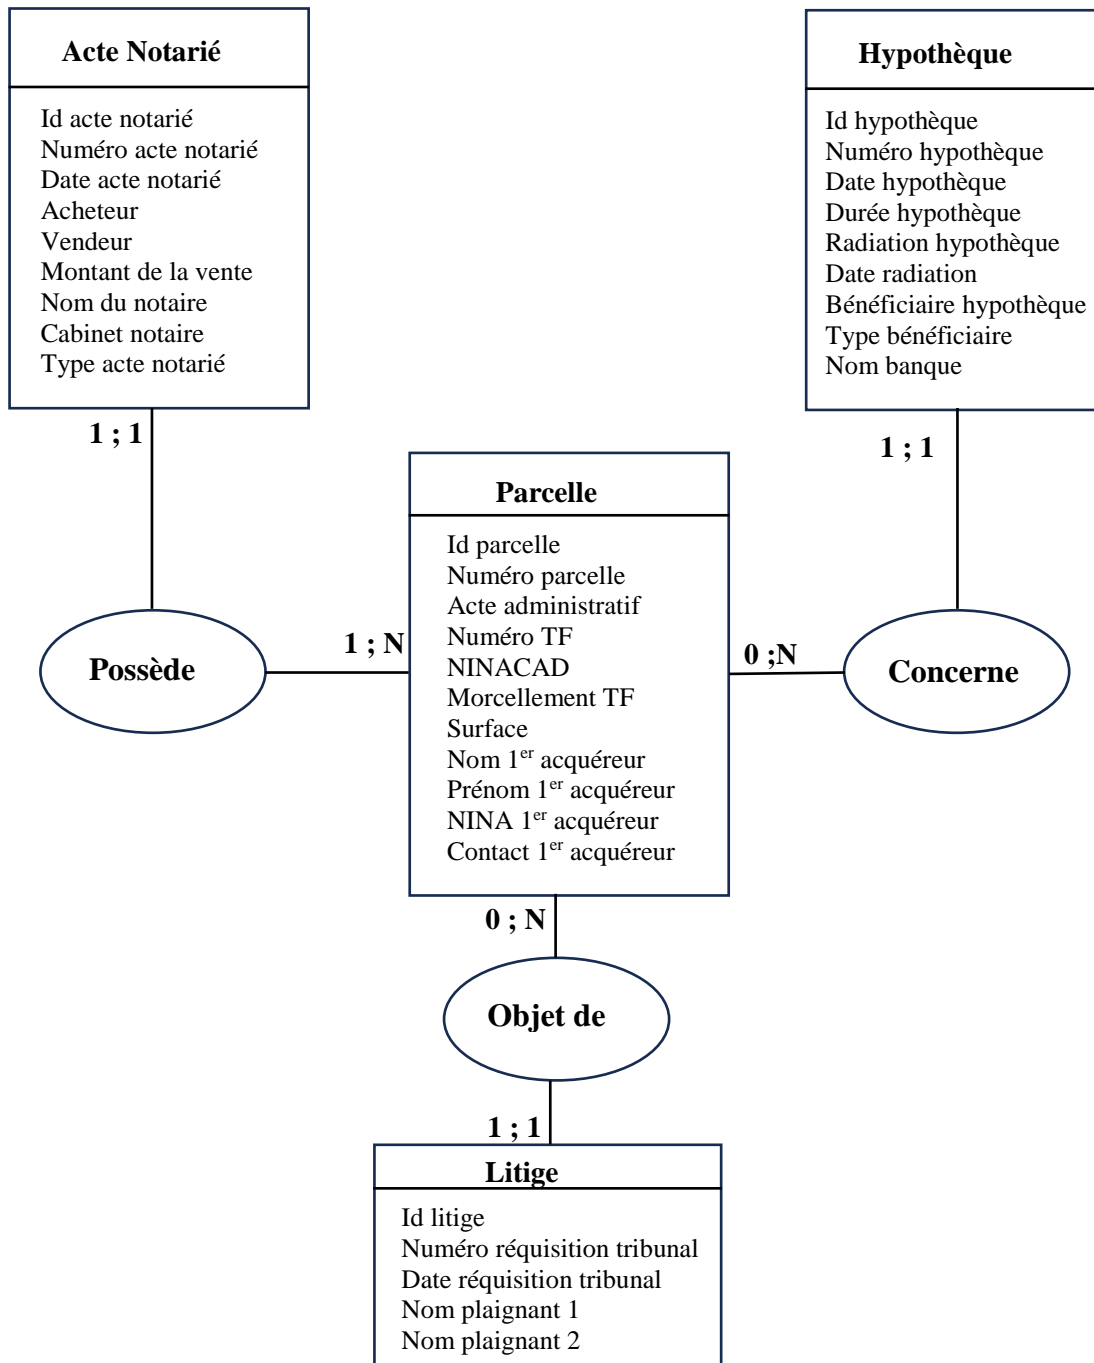 Acte Notarié
Id acte notarié
Numéro acte notarié
Date acte notarié
Acheteur
Vendeur
Montant de la vente
Nom du notaire
Cabinet notaire
Type acte notarié
1 ; 1
Hypothèque
Id hypothèque
Numéro hypothèque
Date hypothèque
Durée hypothèque
Radiation hypothèque
Date radiation
Bénéficiaire hypothèque
Type bénéficiaire
Nom banque
1 ; 1
Parcelle
Id parcelle
Numéro parcelle
Acte administratif
Numéro TF
NINACAD
Morcellement TF
Surface
Nom 1er acquéreur
Prénom 1er acquéreur
NINA 1er acquéreur
Contact 1er acquéreur
Possède
1 ; N
0 ;N
Concerne
0 ; N
Objet de
1 ; 1
Litige
Id litige
Numéro réquisition tribunal
Date réquisition tribunal
Nom plaignant 1
Nom plaignant 2